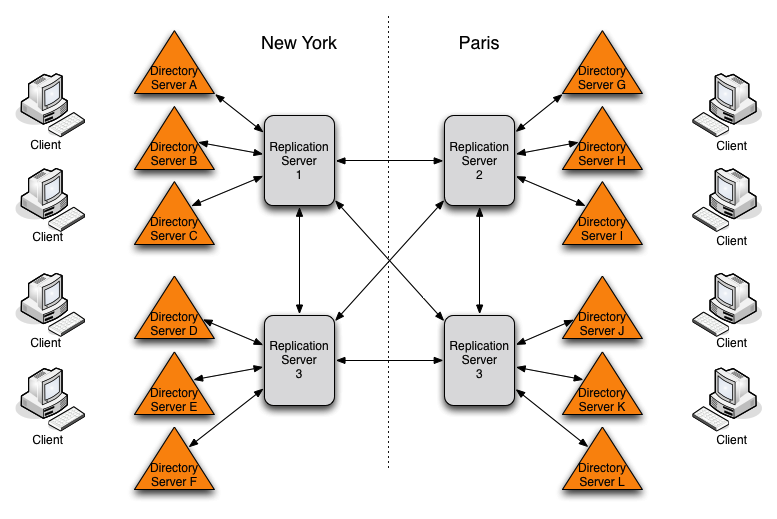 New York
Paris
Directory
Server A
Directory
Server B
Directory
Server C
Directory
Server D
Directory
Server E
Directory
Server F
Replication
Server
1
Replication
Server
3
Replication
Server
2
Replication
Server
3
Directory
Server G
Directory
Server H
Directory
Server I
Directory
Server J
Directory
Server K
Directory
Server L
Client
Client
Client
Client
Client
Client
Client
Client